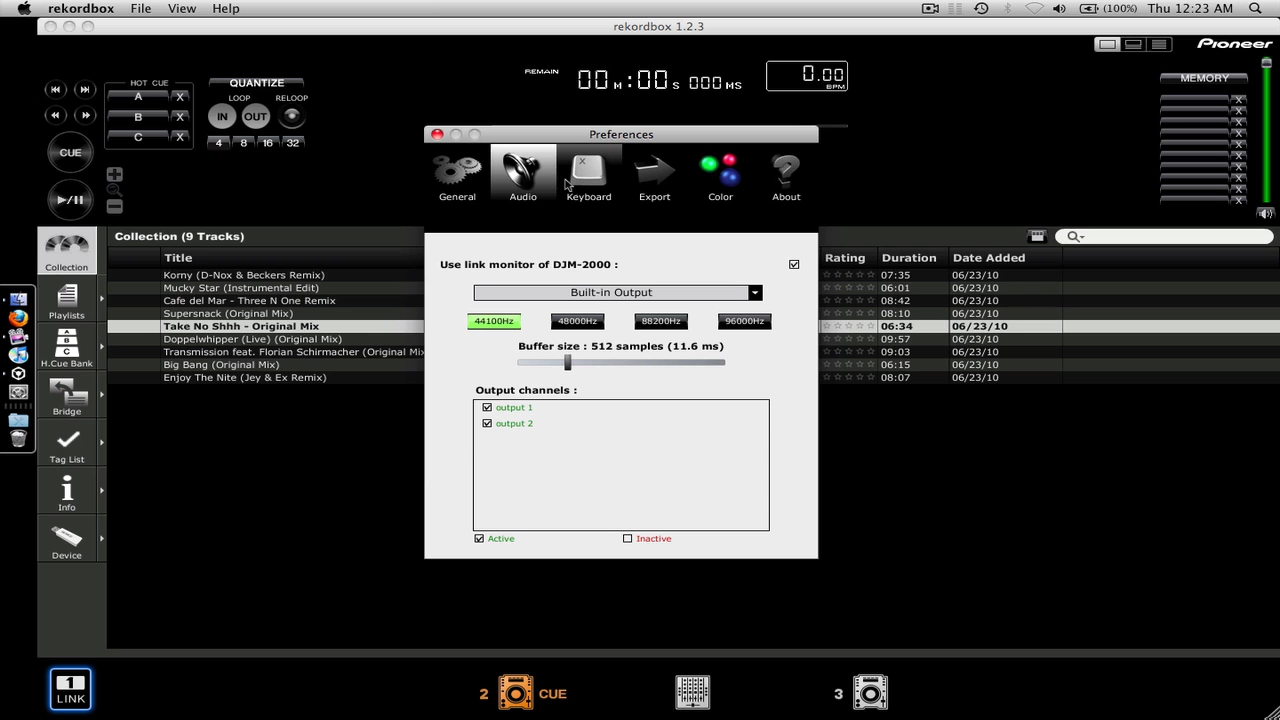 rekordbox File View Help (100%) Thu 12:23 AM
rekordbox 1.2.3
Pioneer
HOT CUE
A X
B X
C X
QUANTIZE
LOOP RELOOP
IN OUT
4 8 16 32
CUE
REMAIN 00 M:00 S 000 MS
0.00 BPM
MEMORY
X
X
X
X
X
X
X
X
X
X
Preferences
X
General Audio Keyboard Export Color About
Collection (9 Tracks)
Title Rating Duration Date Added
Korny (D-Nox & Beckers Remix) 07:35 06/23/10
Mucky Star (Instrumental Edit) 06:01 06/23/10
Cafe del Mar - Three N One Remix 08:42 06/23/10
Supersnack (Original Mix) 08:10 06/23/10
Take No Shhh - Original Mix 06:34 06/23/10
Doppelwhipper (Live) (Original Mix) 09:57 06/23/10
Transmission feat. Florian Schirmacher (Original Mix 09:03 06/23/10
Big Bang (Original Mix) 06:15 06/23/10
Enjoy The Nite (Jey & Ex Remix) 08:07 06/23/10
Collection
Playlists
A
B
C
H.Cue Bank
Bridge
Tag List
i
Info
Device
Use link monitor of DJM-2000 :
Built-in Output
44100Hz 48000Hz 88200Hz 96000Hz
Buffer size : 512 samples (11.6 ms)
Output channels :
output 1
output 2
Active Inactive
1
LINK
2 CUE 3